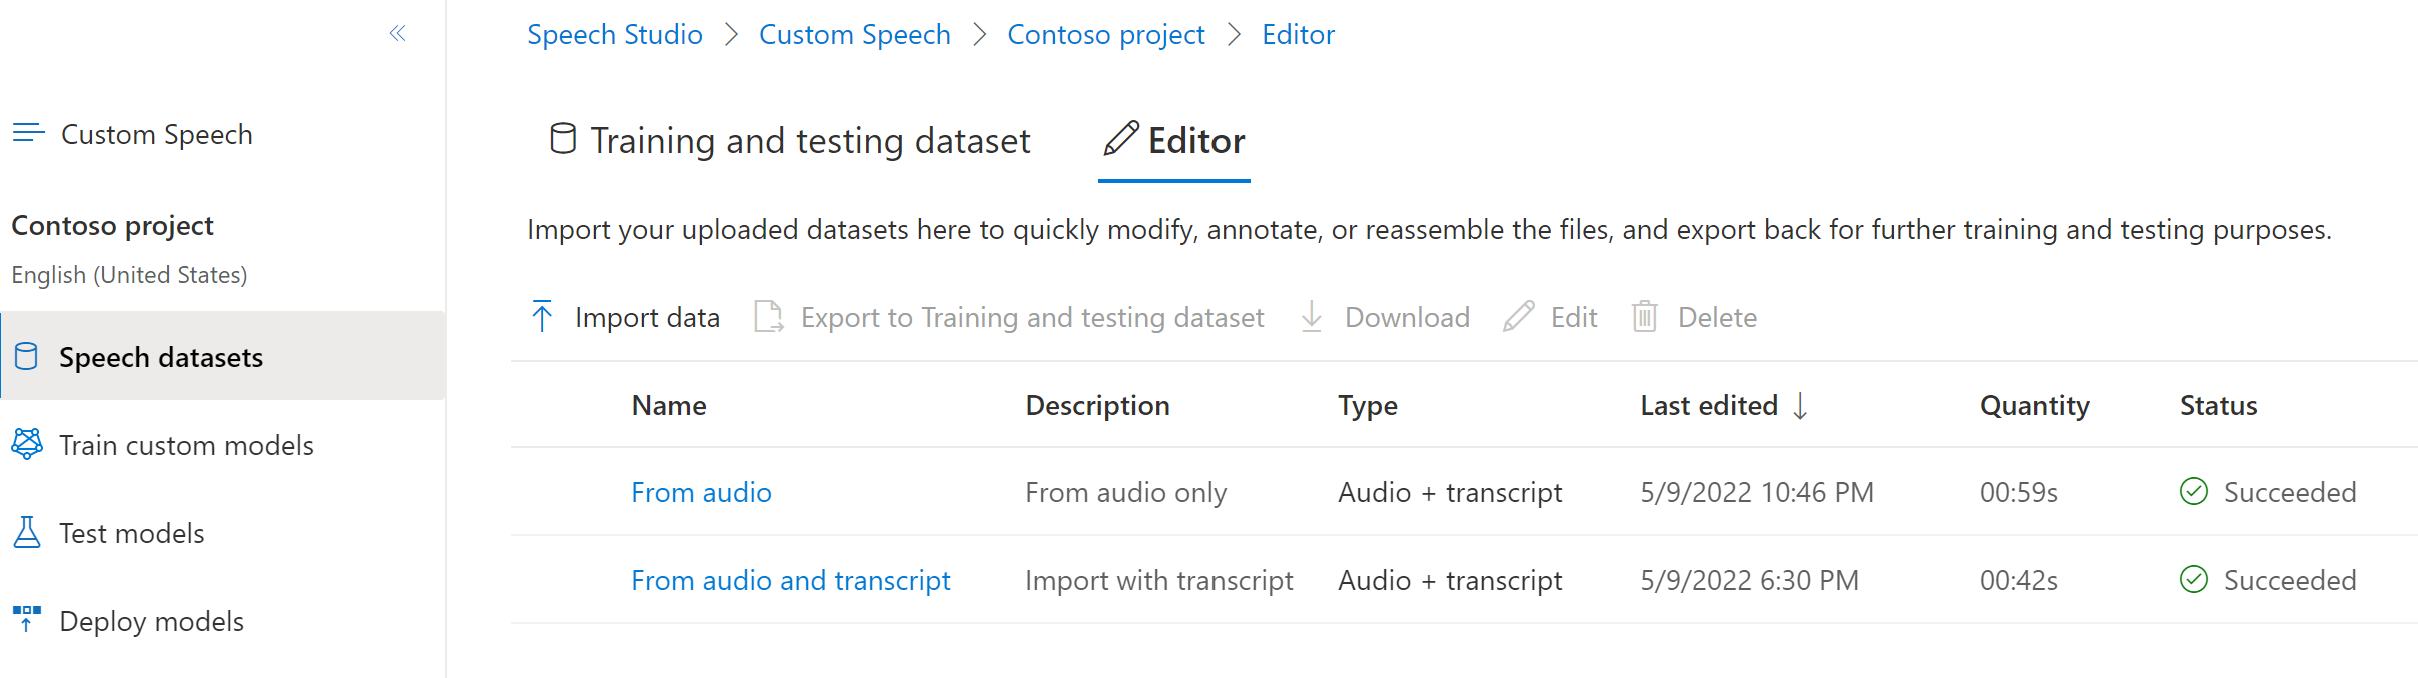 Speech Studio > Custom Speech > Contoso project > Editor
Custom Speech
Contoso project
English (United States)
Speech datasets
Train custom models
Test models
Deploy models
Training and testing dataset Editor
Import your uploaded datasets here to quickly modify, annotate, or reassemble the files, and export back for further training and testing purposes.
Import data Export to Training and testing dataset Download Edit Delete
Name Description Type Last edited ↓ Quantity Status
From audio From audio only Audio + transcript 5/9/2022 10:46 PM 00:59s Succeeded
From audio and transcript Import with transcript Audio + transcript 5/9/2022 6:30 PM 00:42s Succeeded